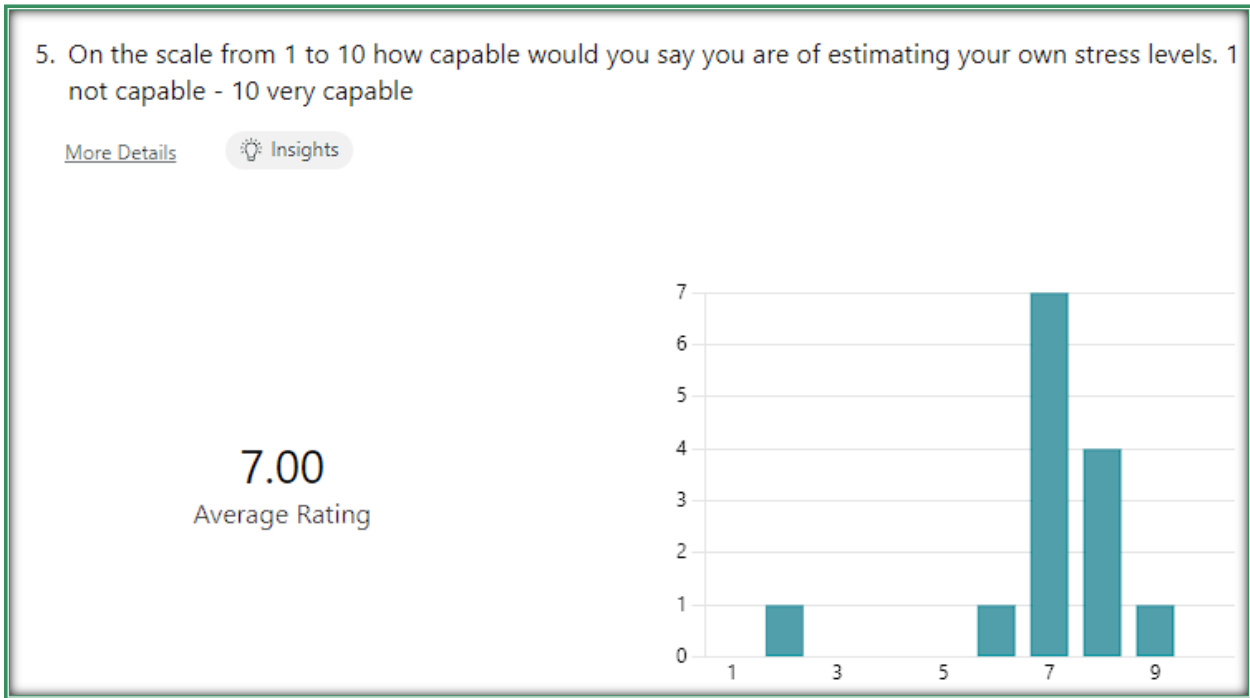 5. On the scale from 1 to 10 how capable would you say you are of estimating your own stress levels. 1
not capable - 10 very capable
More Details
Insights
7.00
Average Rating
7
6
5
4
3
2
1
0
1 3 5 7 9